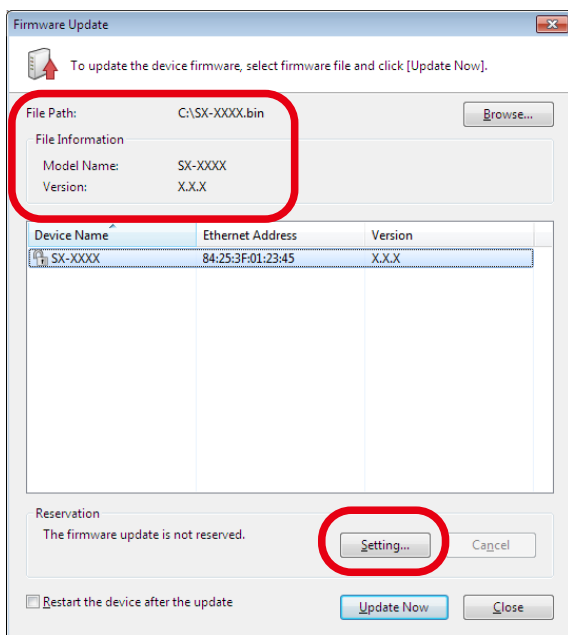 Firmware Update
To update the device firmware, select firmware file and click [Update Now].
File Path: C:\SX-XXXX.bin Browse...
File Information
Model Name: SX-XXXX
Version: X.X.X
Device Name Ethernet Address Version
SX-XXXX 84:25:3F:01:23:45 X.X.X
Reservation
The firmware update is not reserved.
Setting... Cancel
Restart the device after the update Update Now Close